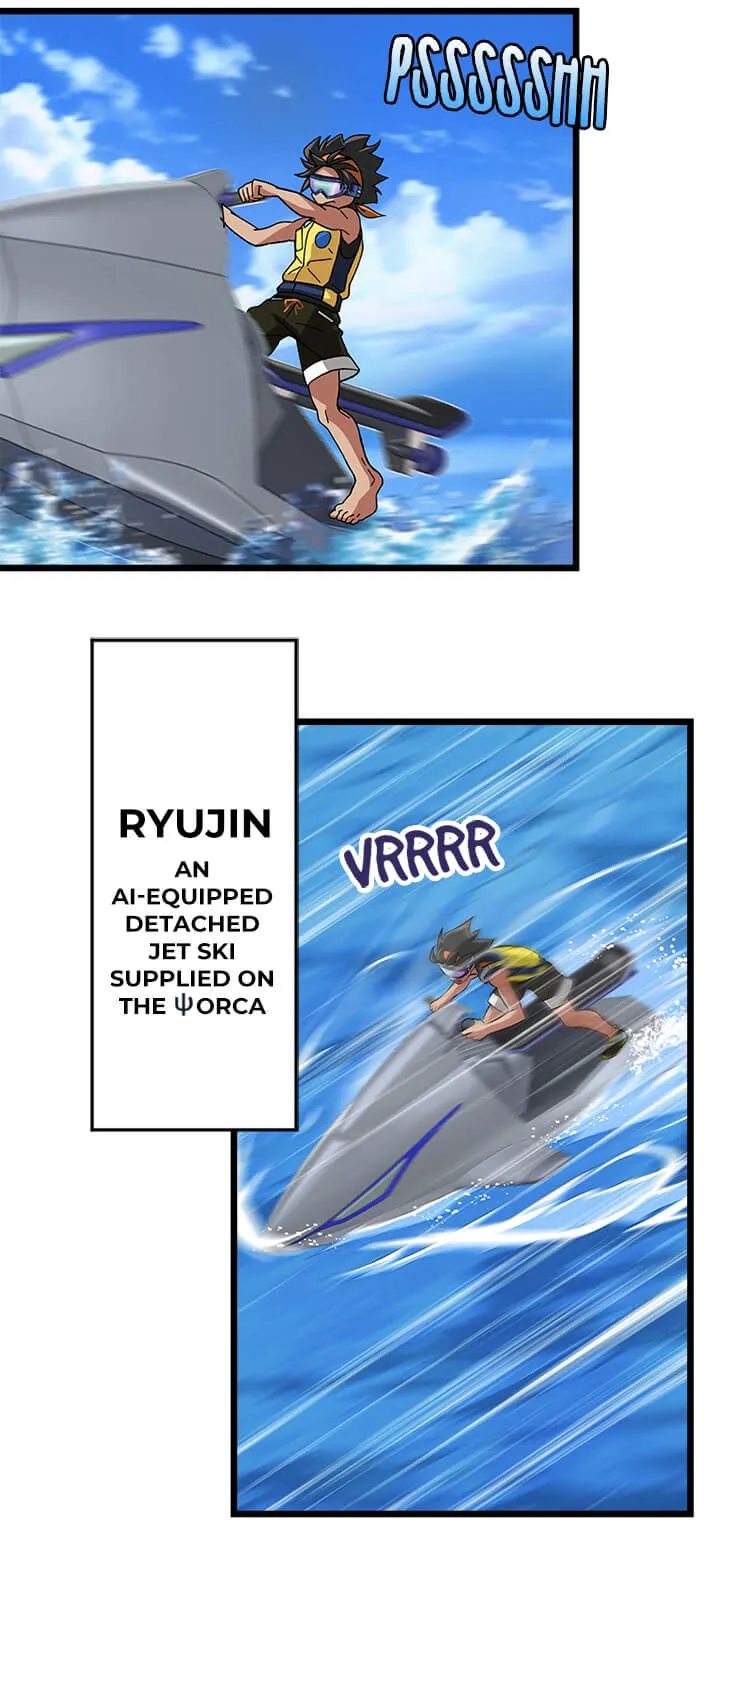 PSSSSSHH
RYUJIN
AN
AI-EQUIPPED
DETACHED
JET SKI
SUPPLIED ON
THE ψORCA
VRRRR